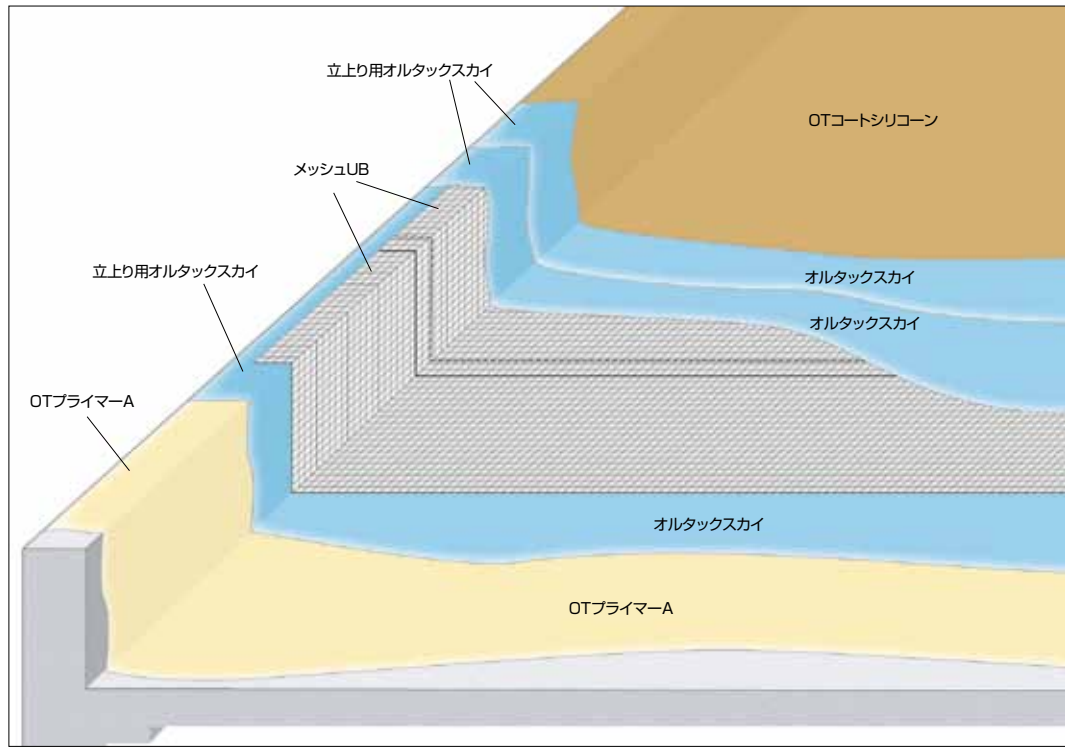 立上り用オルタックスカイ
OTコートシリコーン
メッシュUB
立上り用オルタックスカイ
オルタックスカイ
オルタックスカイ
OTプライマーA
オルタックスカイ
OTプライマーA